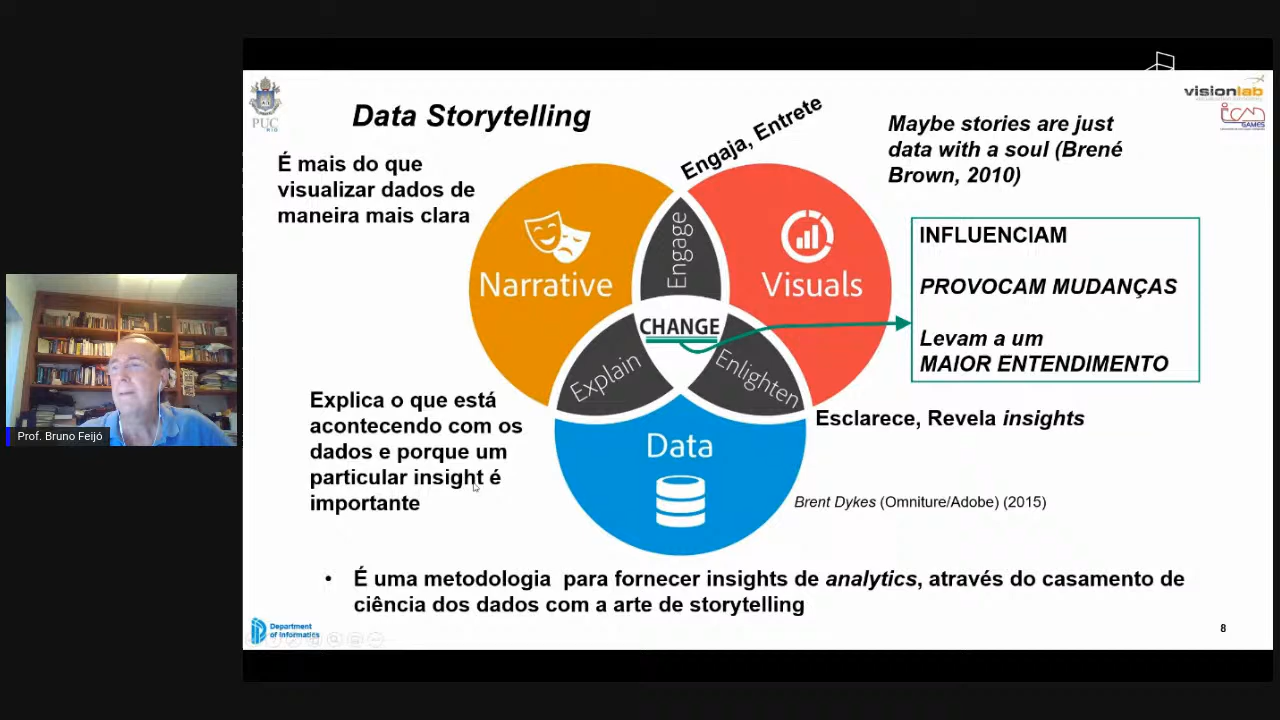 PUC
RIO
Data Storytelling
Engaja, Entrete
visionlab
ICAD
GAMES
É mais do que
visualizar dados de
maneira mais clara
Maybe stories are just
data with a soul (Brené
Brown, 2010)
Narrative
Engage
Visuals
CHANGE
Explain
Enlighten
Data
INFLUENCIAM
PROVOCAM MUDANÇAS
Levam a um
MAIOR ENTENDIMENTO
Explica o que está
acontecendo com os
dados e porque um
particular insight é
importante
Esclarece, Revela insights
Brent Dykes (Omniture/Adobe) (2015)
Prof. Bruno Feijó
• É uma metodologia para fornecer insights de analytics, através do casamento de
ciência dos dados com a arte de storytelling
Department
of Informatics
8